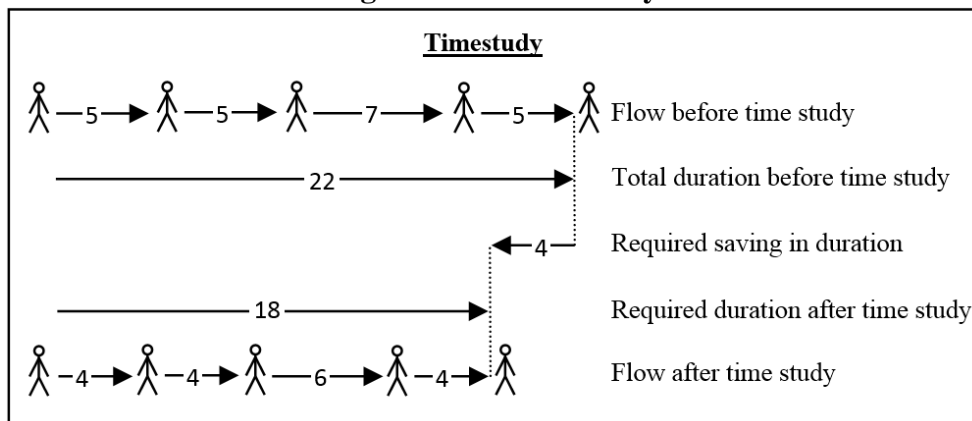 Timestudy
5 5 7 5 Flow before time study
22 Total duration before time study
4 Required saving in duration
18 Required duration after time study
4 4 6 4 Flow after time study